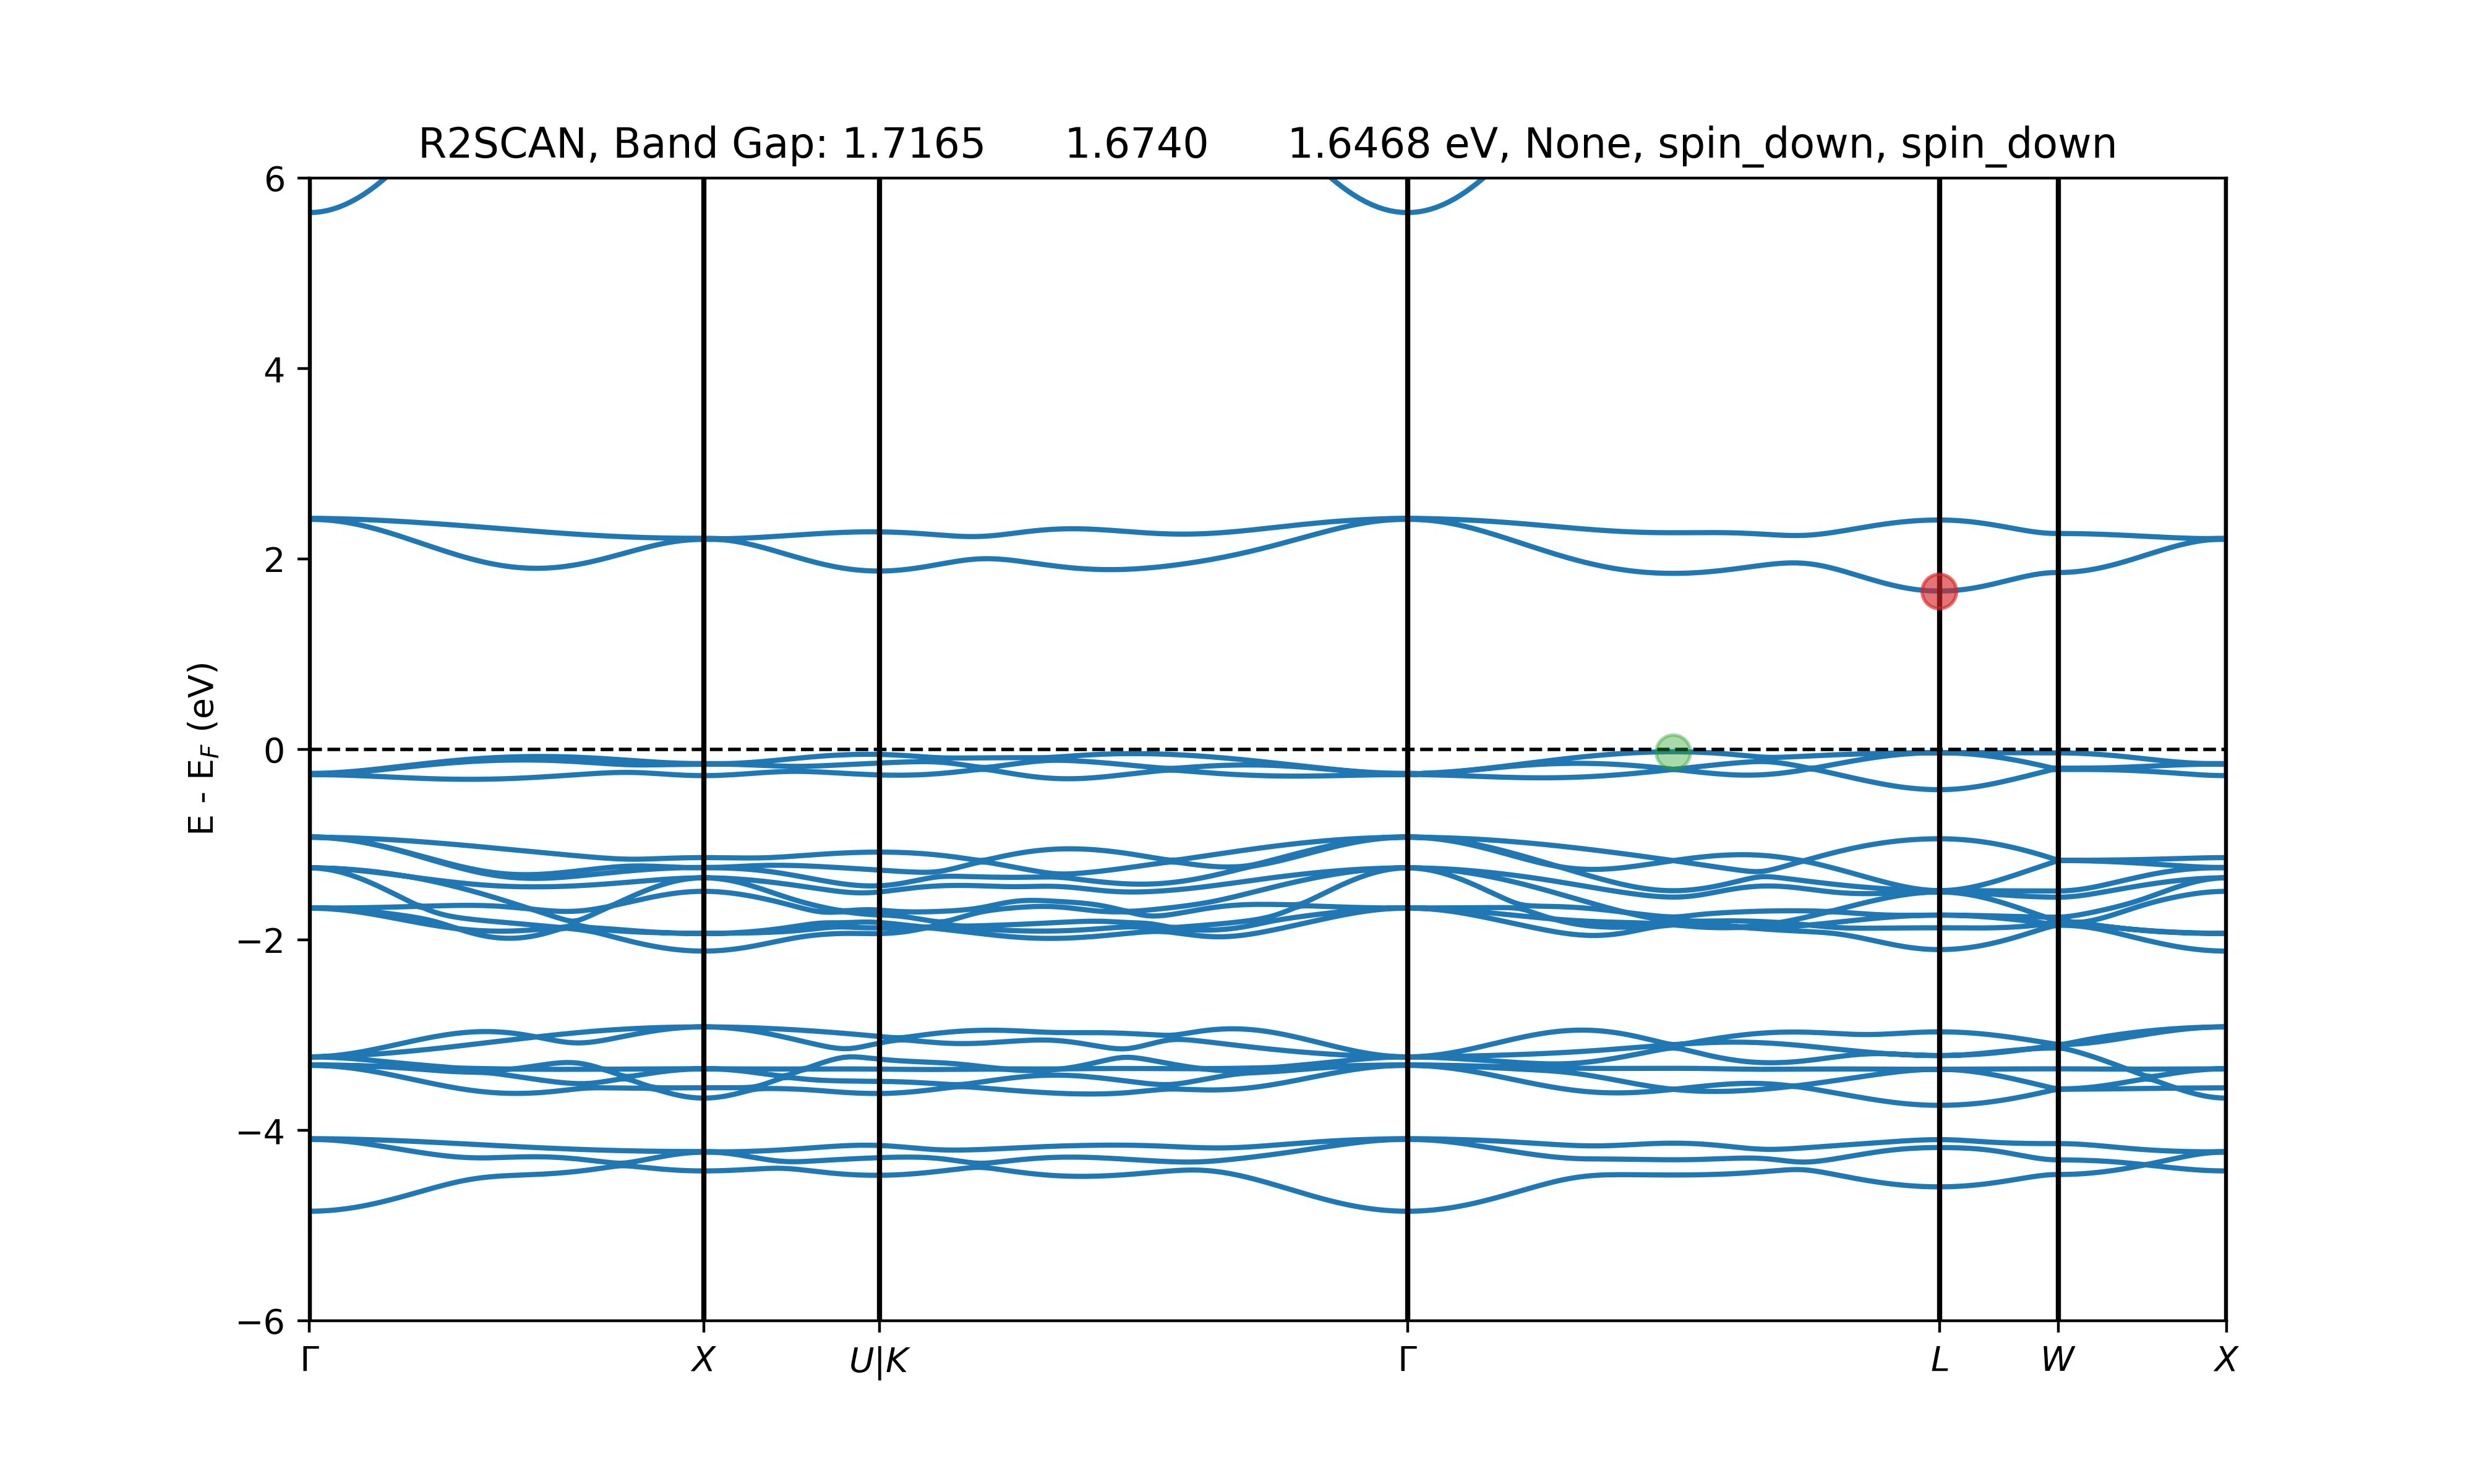 R2SCAN, Band Gap: 1.7165 1.6740 1.6468 eV, None, spin_down, spin_down
6
4
2
0
−2
−4
−6
E - E_F (eV)
Γ X U|K Γ L W X